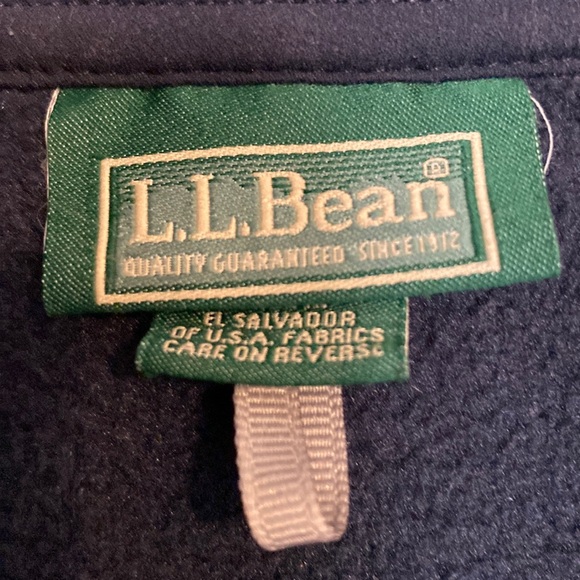 L.L.Bean
QUALITY GUARANTEED SINCE 1912
EL SALVADOR
OF U.S.A. FABRICS
CARE ON REVERSE